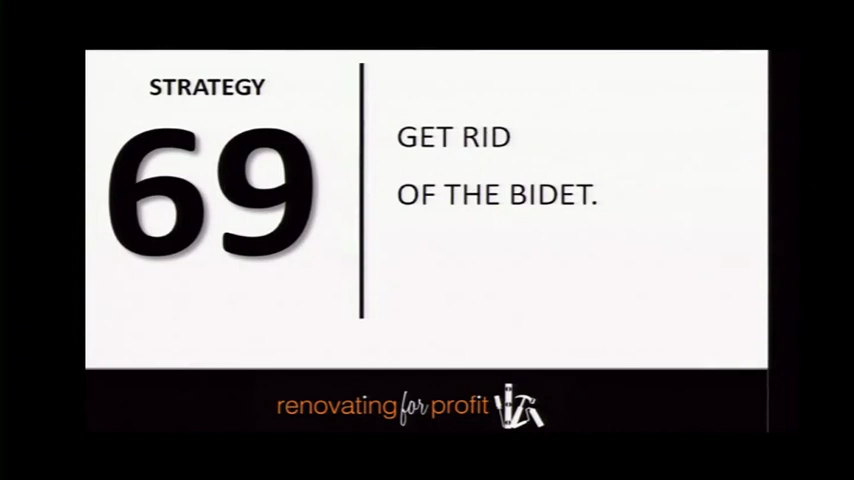 STRATEGY
69
GET RID
OF THE BIDET.
renovating for profit